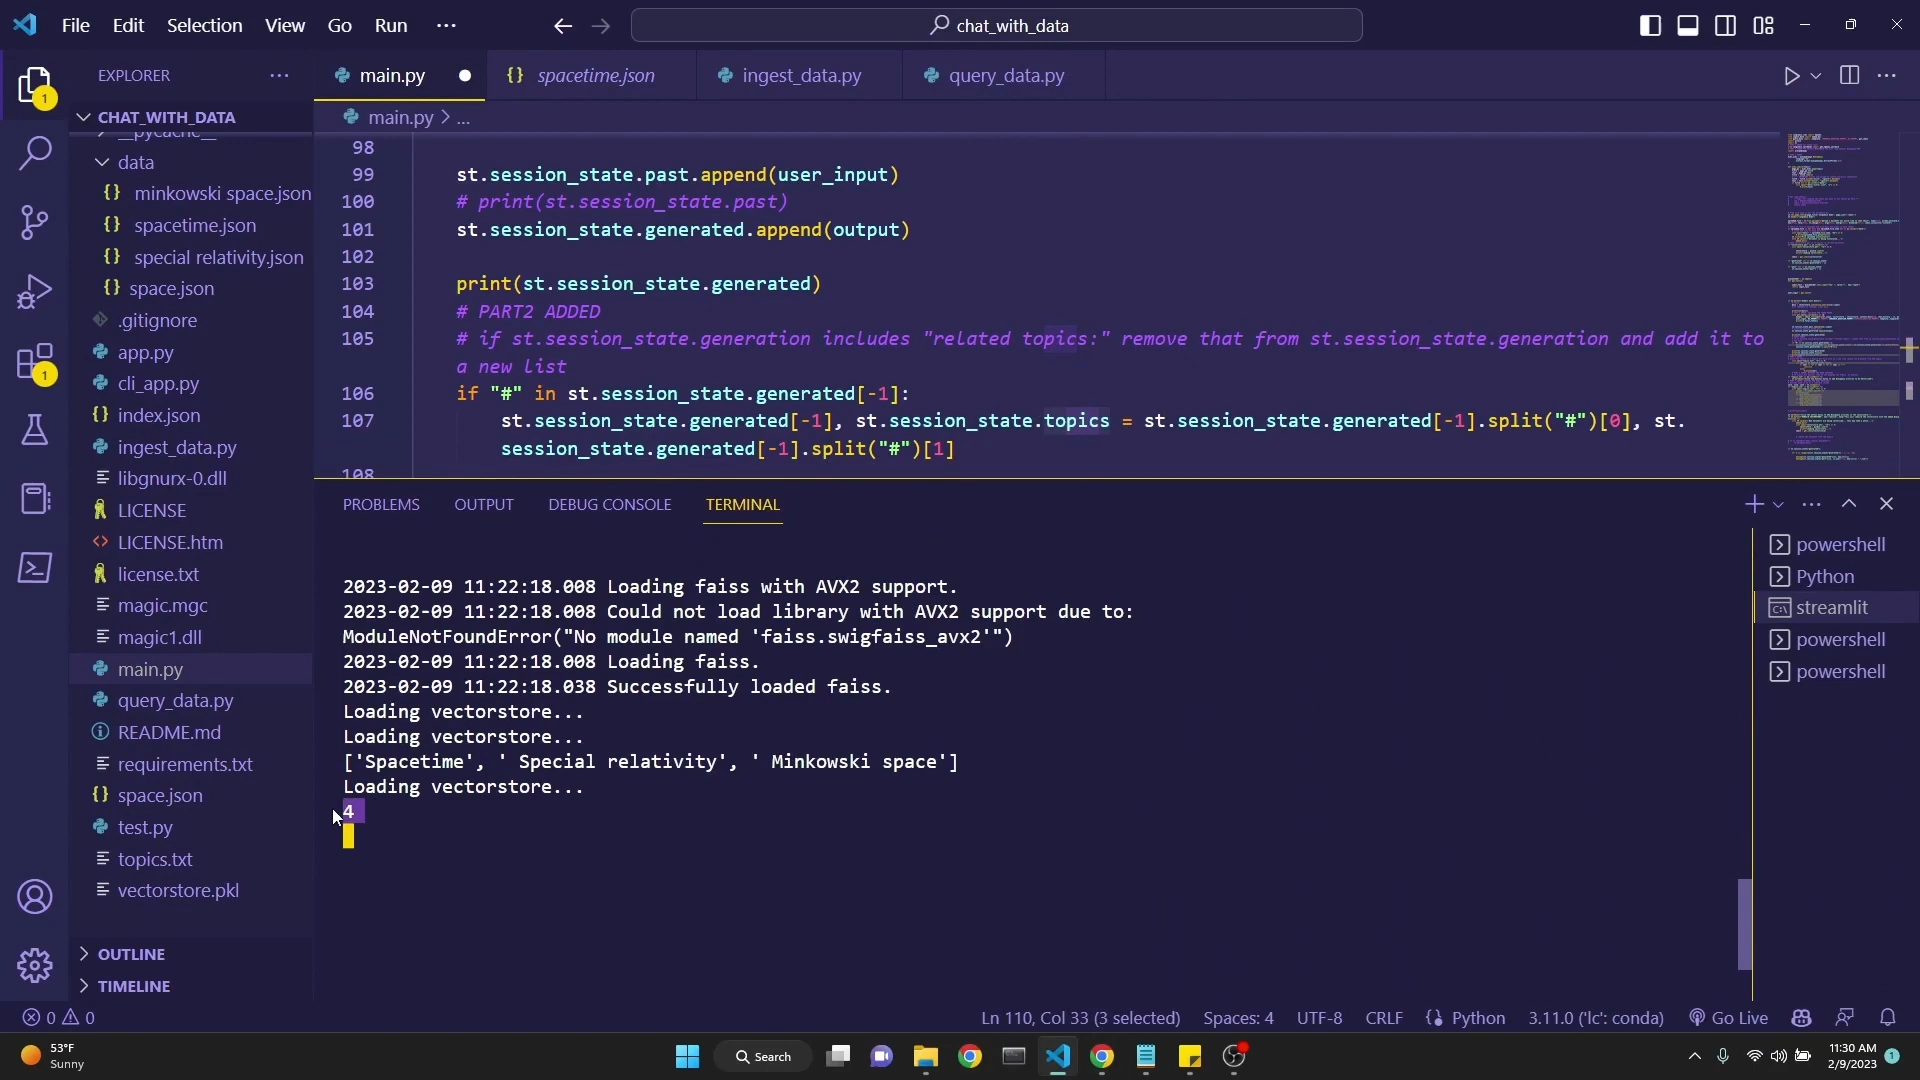 File Edit Selection View Go Run ···
chat_with_data
EXPLORER ···
main.py
spacetime.json
ingest_data.py
query_data.py
CHAT_WITH_DATA
main.py > ...
__pycache__
data
minkowski space.json
spacetime.json
special relativity.json
space.json
.gitignore
app.py
cli_app.py
index.json
ingest_data.py
libgnurx-0.dll
LICENSE
LICENSE.htm
license.txt
magic.mgc
magic1.dll
main.py
query_data.py
README.md
requirements.txt
space.json
test.py
topics.txt
vectorstore.pkl
OUTLINE
TIMELINE
1
1
98
99 st.session_state.past.append(user_input)
100 # print(st.session_state.past)
101 st.session_state.generated.append(output)
102
103 print(st.session_state.generated)
104 # PART2 ADDED
105 # if st.session_state.generation includes "related topics:" remove that from st.session_state.generation and add it to
a new list
106 if "#" in st.session_state.generated[-1]:
107 st.session_state.generated[-1], st.session_state.topics = st.session_state.generated[-1].split("#")[0], st.
session_state.generated[-1].split("#")[1]
108
PROBLEMS OUTPUT DEBUG CONSOLE TERMINAL
2023-02-09 11:22:18.008 Loading faiss with AVX2 support.
2023-02-09 11:22:18.008 Could not load library with AVX2 support due to:
ModuleNotFoundError("No module named 'faiss.swigfaiss_avx2'")
2023-02-09 11:22:18.008 Loading faiss.
2023-02-09 11:22:18.038 Successfully loaded faiss.
Loading vectorstore...
Loading vectorstore...
['Spacetime', ' Special relativity', ' Minkowski space']
Loading vectorstore...
4
powershell
Python
streamlit
powershell
powershell
0 0
Ln 110, Col 33 (3 selected) Spaces: 4 UTF-8 CRLF Python 3.11.0 ('lc': conda) Go Live
53°F
Sunny
Search
11:30 AM
2/9/2023
1